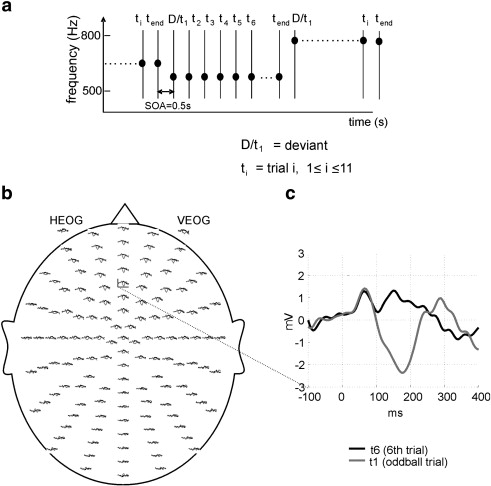 a
frequency (Hz)
800
500
t_i t_end D/t_1 t_2 t_3 t_4 t_5 t_6 t_end D/t_1 t_i t_end
SOA=0.5s
time (s)
D/t_1 = deviant
t_i = trial i, 1≤ i ≤11
b
HEOG
VEOG
c
mV
3
2
1
0
-1
-2
-3
-100 0 100 200 300 400
ms
t6 (6th trial)
t1 (oddball trial)